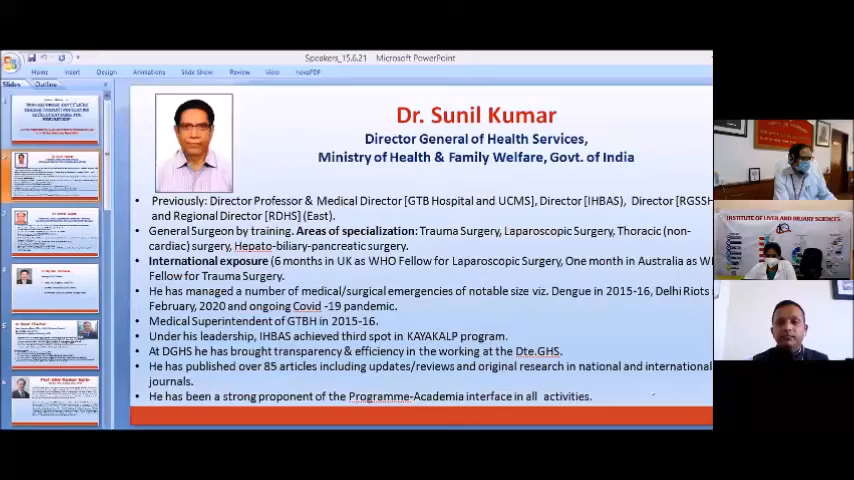 Speakers_15.6.21 Microsoft PowerPoint
Home Insert Design Animations Slide Show Review View novaPDF
Slides Outline
Dr. Sunil Kumar
Director General of Health Services,
Ministry of Health & Family Welfare, Govt. of India
• Previously: Director Professor & Medical Director [GTB Hospital and UCMS], Director [IHBAS], Director [RGSSH
and Regional Director [RDHS] (East).
• General Surgeon by training. Areas of specialization: Trauma Surgery, Laparoscopic Surgery, Thoracic (non-
cardiac) surgery, Hepato-biliary-pancreatic surgery.
• International exposure (6 months in UK as WHO Fellow for Laparoscopic Surgery, One month in Australia as W
Fellow for Trauma Surgery.
• He has managed a number of medical/surgical emergencies of notable size viz. Dengue in 2015-16, Delhi Riots i
February, 2020 and ongoing Covid -19 pandemic.
• Medical Superintendent of GTBH in 2015-16.
• Under his leadership, IHBAS achieved third spot in KAYAKALP program.
• At DGHS he has brought transparency & efficiency in the working at the Dte.GHS.
• He has published over 85 articles including updates/reviews and original research in national and international
journals.
• He has been a strong proponent of the Programme-Academia interface in all activities.
INSTITUTE OF LIVER AND BILIARY SCIENCES